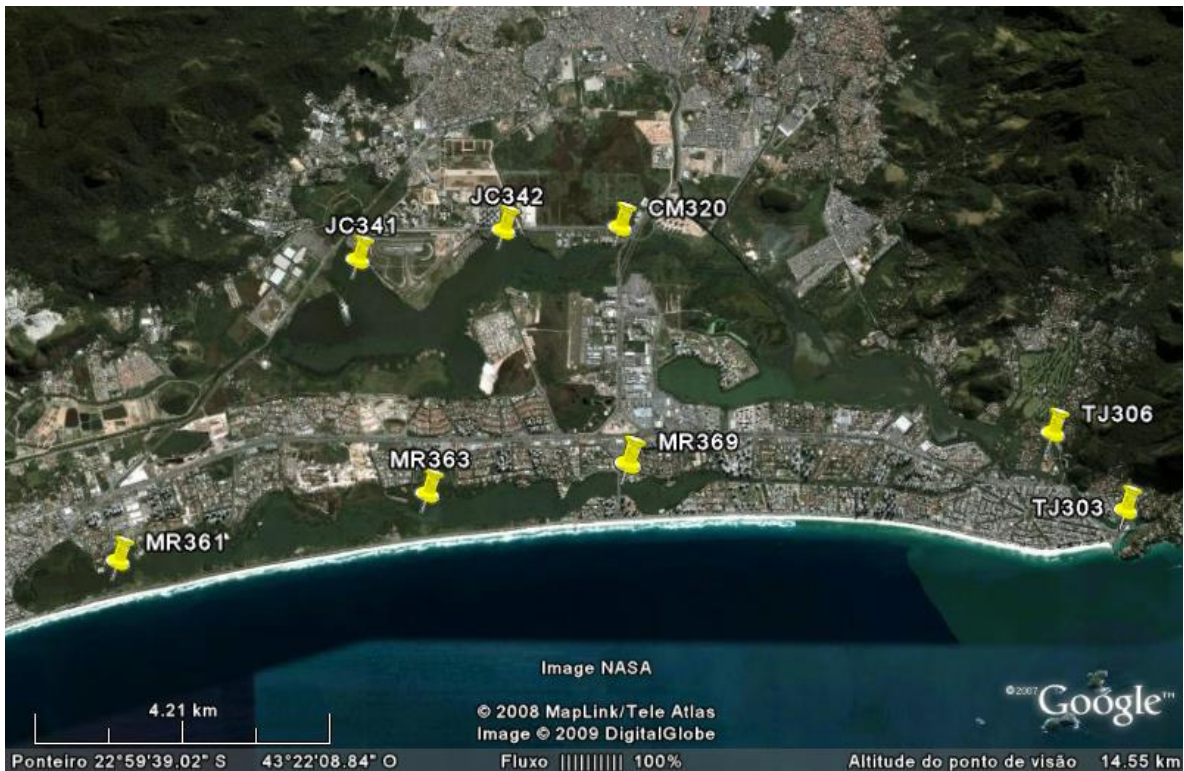 JC342
CM320
JC341
TJ306
MR369
MR363
TJ303
MR361
Image NASA
©2007 Google™
4.21 km
© 2008 MapLink/Tele Atlas
Image © 2009 DigitalGlobe
Ponteiro 22°59'39.02" S 43°22'08.84" O Fluxo |||||||||| 100% Altitude do ponto de visão 14.55 km